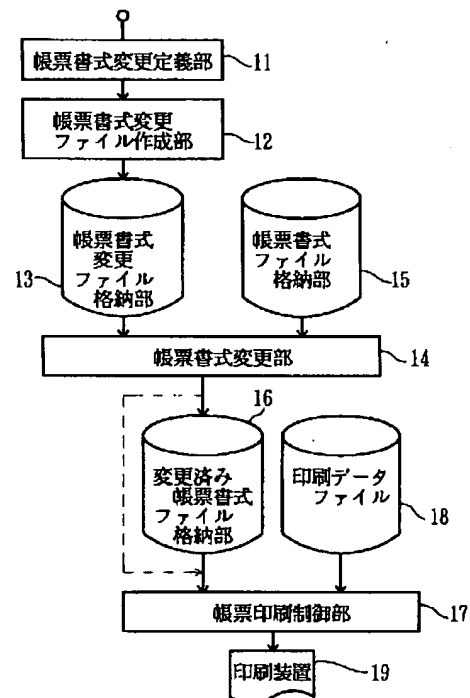 帳票書式変更定義部
11
帳票書式変更
ファイル作成部
12
帳票書式
変更
ファイル
格納部
13
帳票書式
ファイル
格納部
15
帳票書式変更部
14
16
変更済み
帳票書式
ファイル
格納部
印刷データ
ファイル
18
帳票印刷制御部
17
印刷装置
19